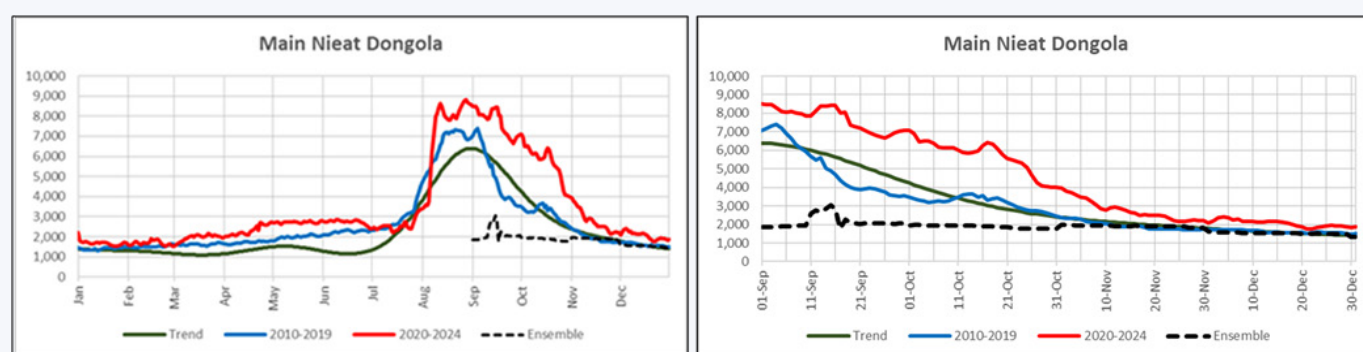 Main Nieat Dongola
10,000
9,000
8,000
7,000
6,000
5,000
4,000
3,000
2,000
1,000
0
Jan
Feb
Mar
Apr
May
Jun
Jul
Aug
Sep
Oct
Nov
Dec
Trend 2010-2019 2020-2024 Ensemble
Main Nieat Dongola
10,000
9,000
8,000
7,000
6,000
5,000
4,000
3,000
2,000
1,000
0
01-Sep
11-Sep
21-Sep
01-Oct
11-Oct
21-Oct
31-Oct
10-Nov
20-Nov
30-Nov
10-Dec
20-Dec
30-Dec
Trend 2010-2019 2020-2024 Ensemble